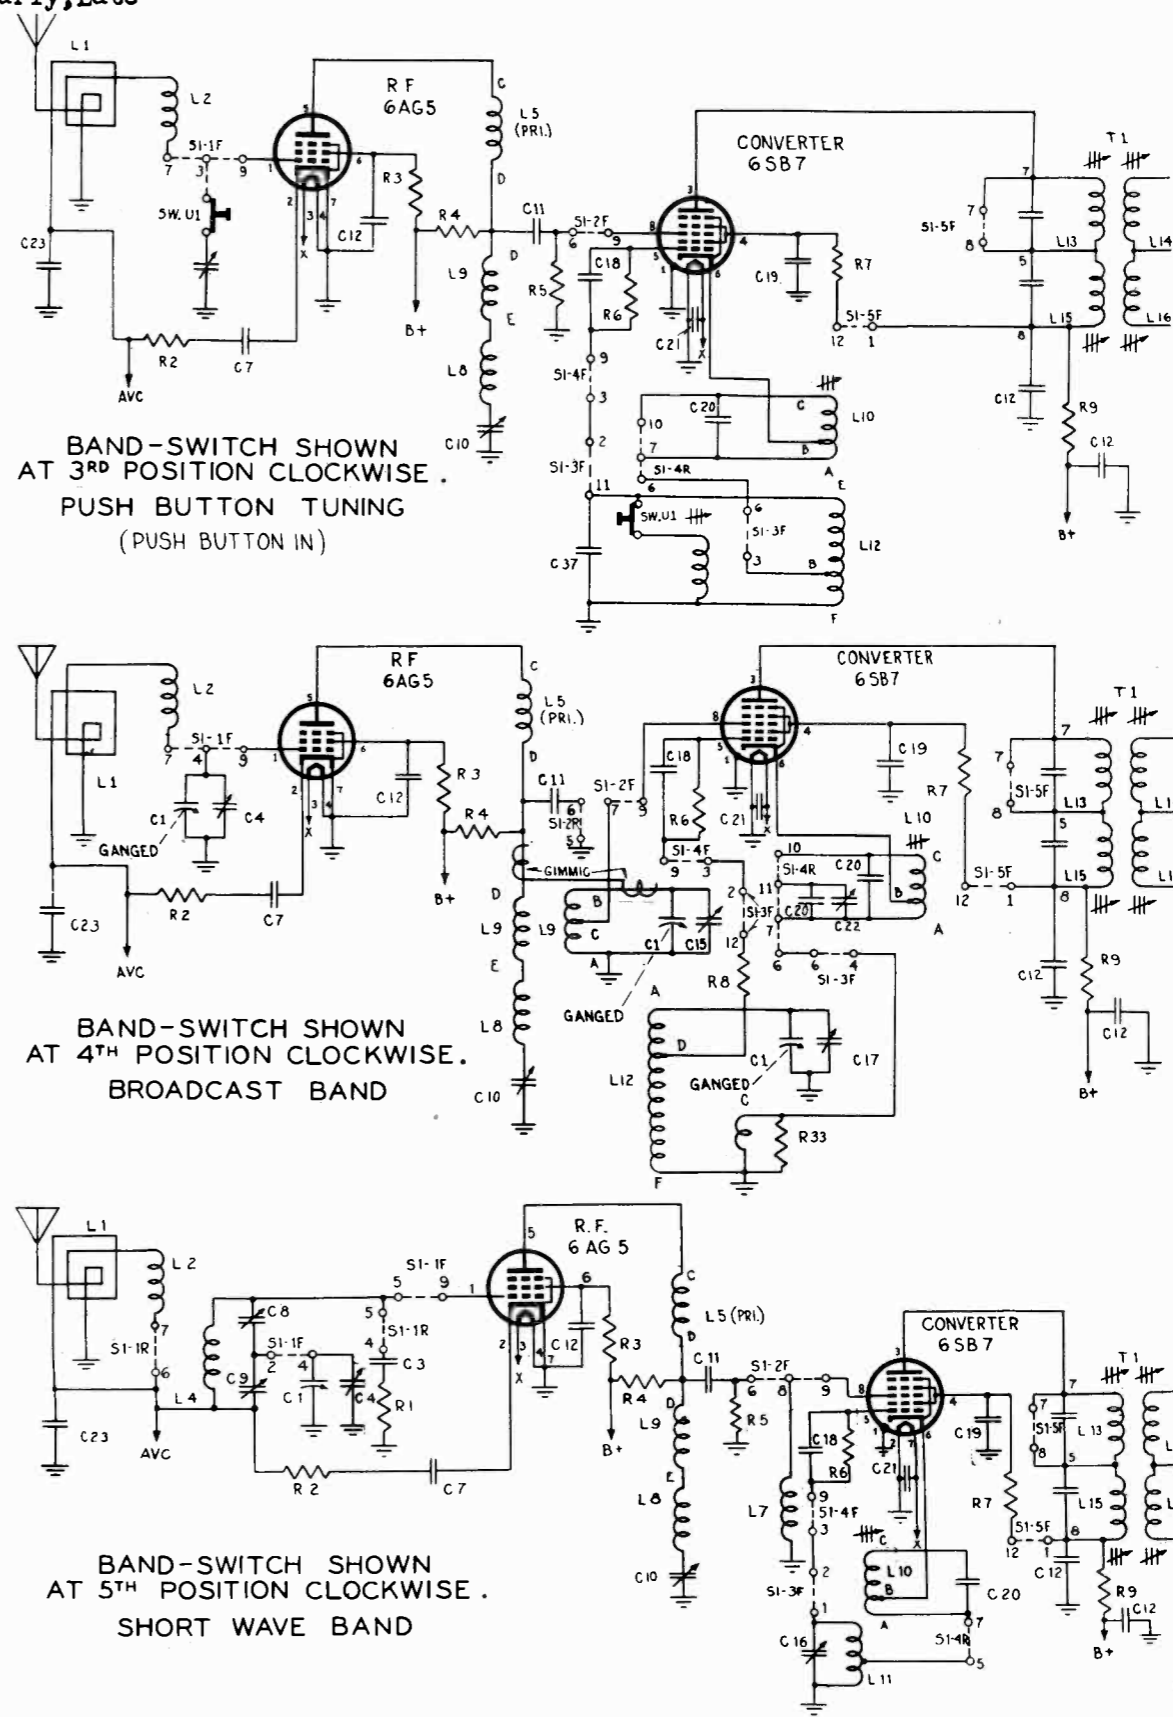 L1
L2
S1-1F
7
3
9
SW.U1
C23
R2
C7
AVC
RF
6AG5
5
1
6
2
3
4
7
X
C12
R3
R4
B+
C
L5
(PRI.)
D
C11
D
L9
E
L8
C10
R5
S1-2F
6
9
C18
R6
CONVERTER
6SB7
3
8
5
4
1
6
C21
X
C19
R7
S1-5F
12
1
7
S1-5F
8
7
5
8
L13
L15
T1
L14
L16
C12
R9
C12
B+
9
S1-4F
3
2
S1-3F
11
C37
10
7
S1-4R
6
C20
C
B
A
L10
SW.U1
6
S1-3F
3
E
B
L12
F
BAND-SWITCH SHOWN
AT 3RD POSITION CLOCKWISE.
PUSH BUTTON TUNING
(PUSH BUTTON IN)
L1
L2
S1-1F
7
4
9
C1
C4
GANGED
C23
AVC
R2
C7
RF
6AG5
5
1
6
2
3
4
7
X
C12
R3
R4
B+
C
L5
(PRI.)
D
C11
6
S1-2R
5
GIMMIC
D
L9
E
L8
C10
S1-2F
7
9
L9
B
C
A
C1
C15
GANGED
CONVERTER
6SB7
3
8
5
4
1
6
C18
R6
C21
X
S1-4F
9
3
2
S1-3F
12
R8
10
S1-4R
11
7
6
C20
C20
C22
L10
C
B
A
6
4
S1-3F
C19
R7
S1-5F
12
1
7
S1-5F
8
7
5
8
L13
L15
T1
C12
R9
C12
B+
A
D
L12
F
C1
C17
GANGED
C
R33
BAND-SWITCH SHOWN
AT 4TH POSITION CLOCKWISE.
BROADCAST BAND
C10
L1
L2
7
S1-1R
6
C23
AVC
L4
C8
C9
S1-1F
2
4
C1
C4
5
S1-1R
4
C3
R1
S1-1F
5
9
R2
C7
R.F.
6AG5
5
1
6
2
3
4
7
X
C12
R3
R4
B+
C
L5 (PRI.)
D
C11
D
L9
E
L8
C10
R5
S1-2F
6
8
9
L7
C18
R6
9
S1-4F
3
2
S1-3F
1
C16
L11
CONVERTER
6SB7
3
8
5
4
1
2
7
6
C21
X
C19
R7
S1-5F
12
1
7
S1-5F
8
7
5
8
L13
L15
T1
C12
R9
C12
B+
C
L10
B
A
C20
7
S1-4R
5
BAND-SWITCH SHOWN
AT 5TH POSITION CLOCKWISE.
SHORT WAVE BAND